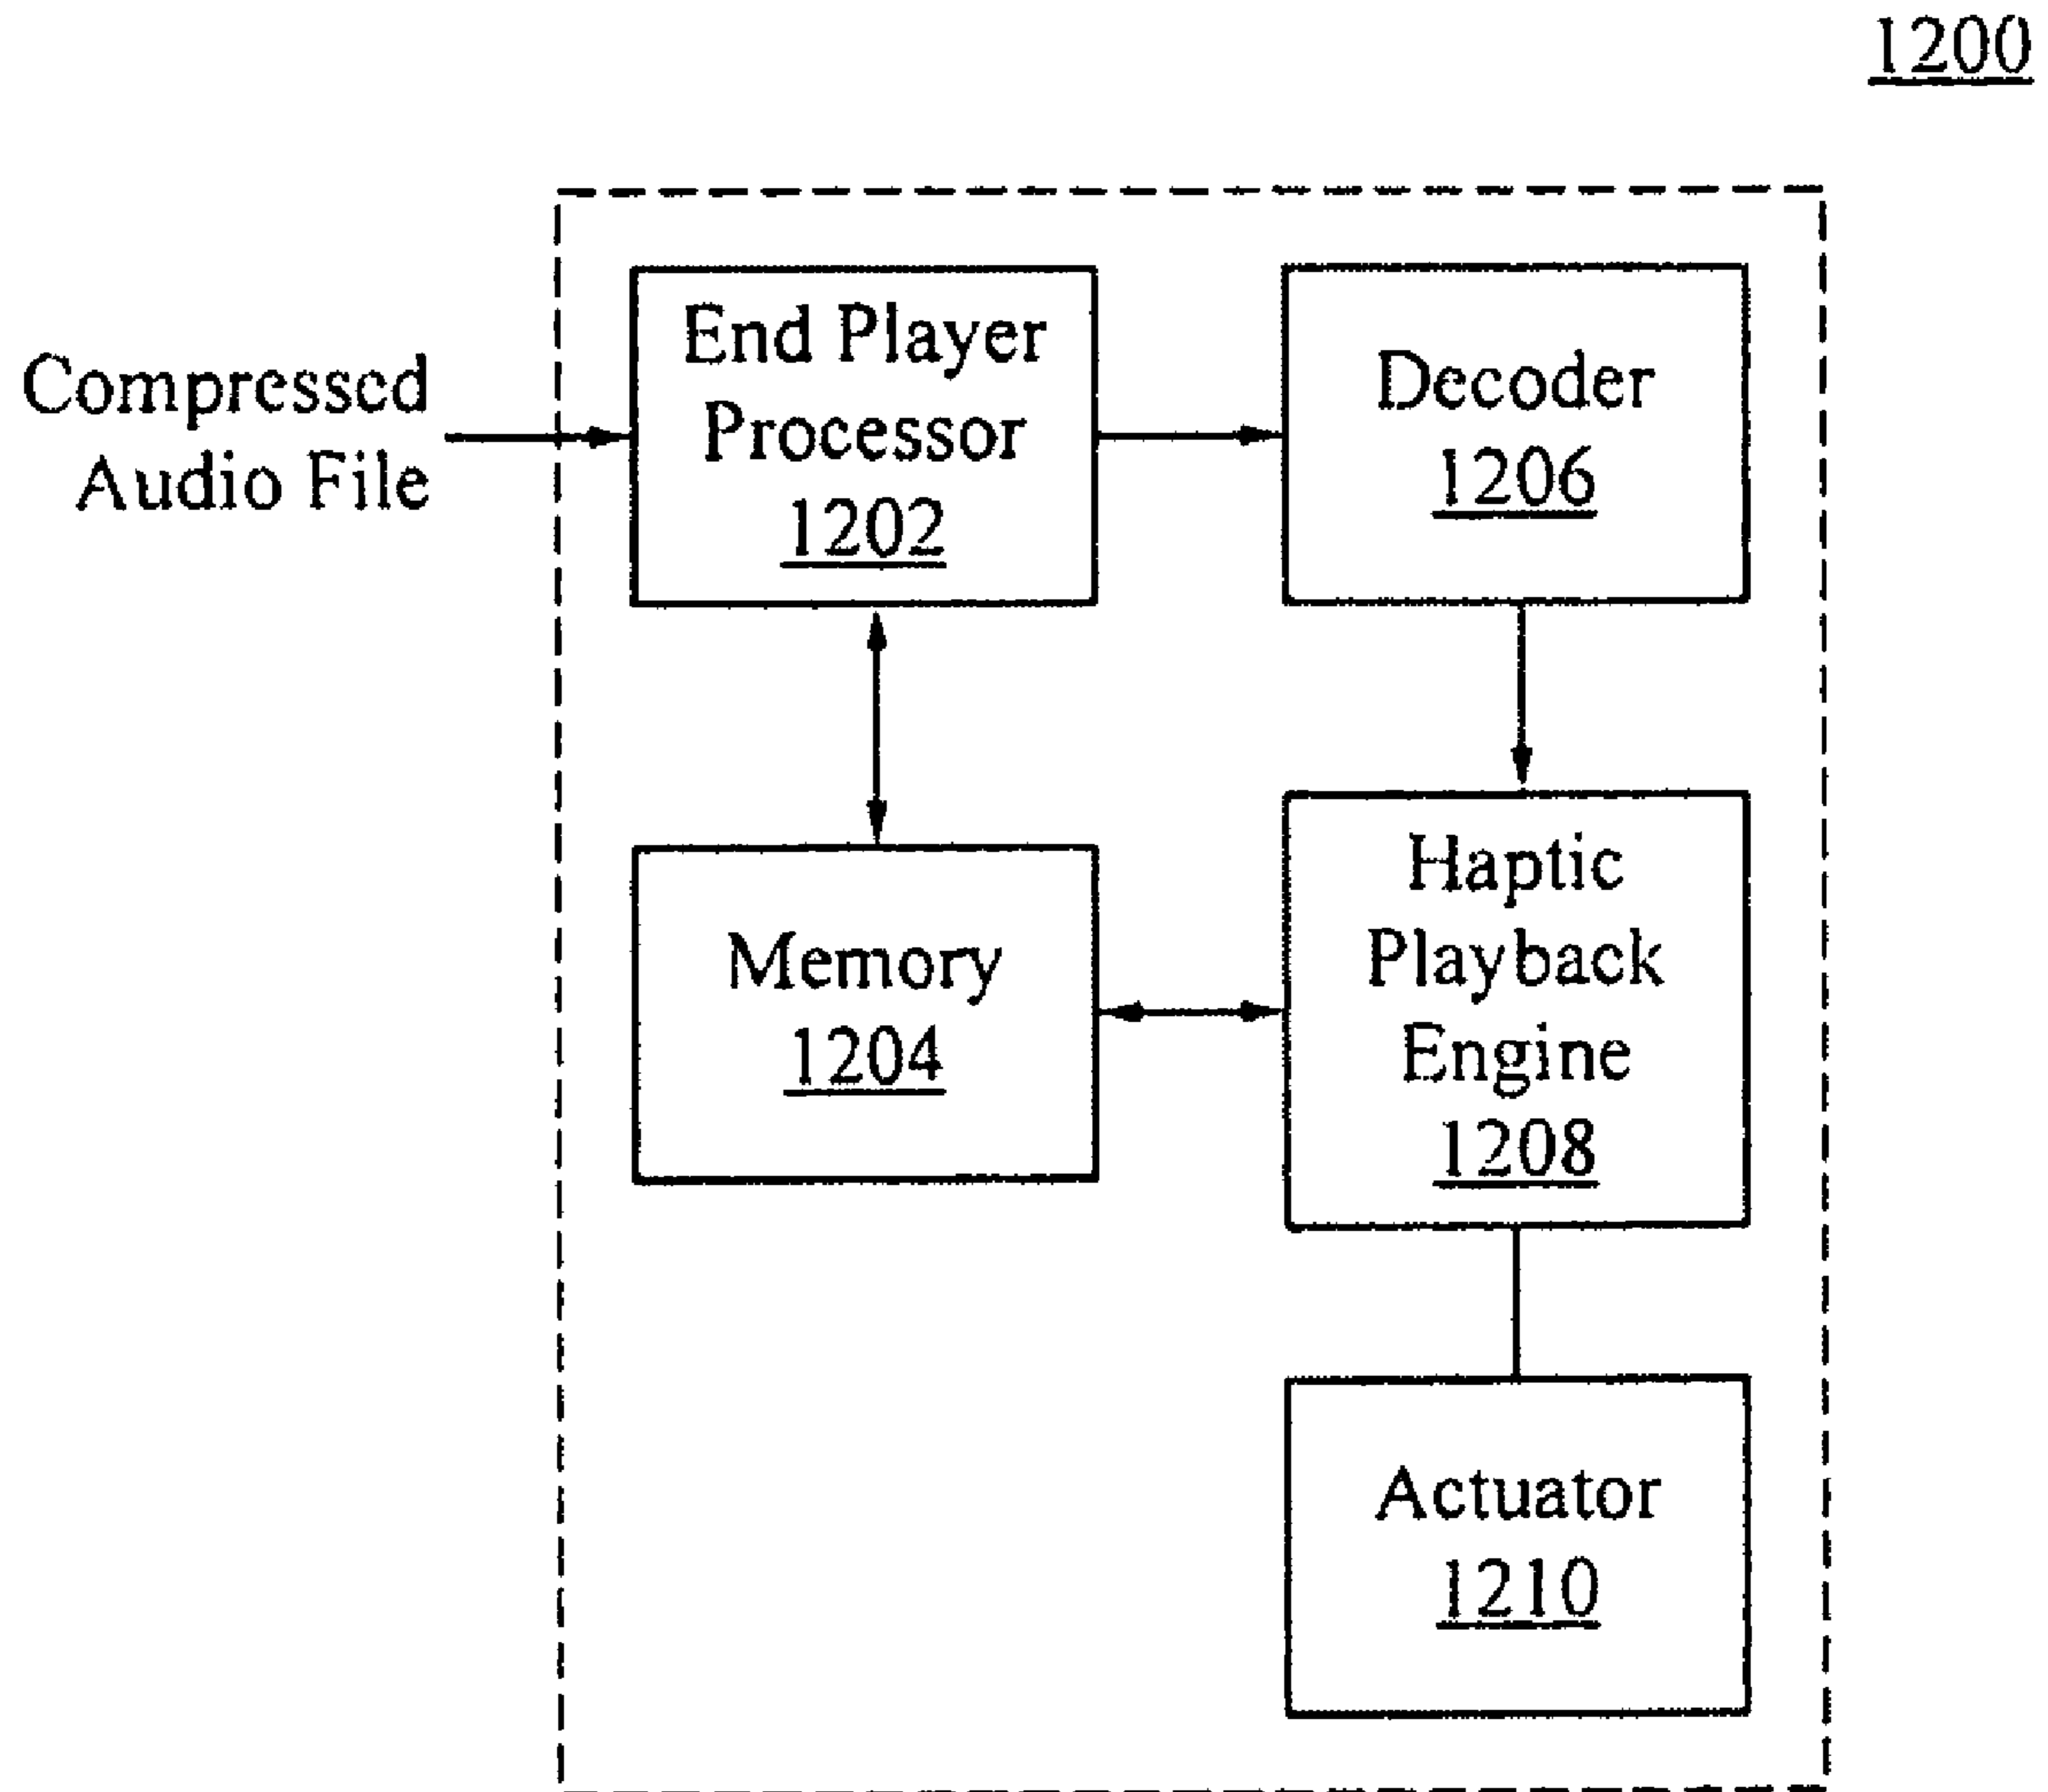 1200
Compressed
Audio File
End Player
Processor
1202
Decoder
1206
Memory
1204
Haptic
Playback
Engine
1208
Actuator
1210